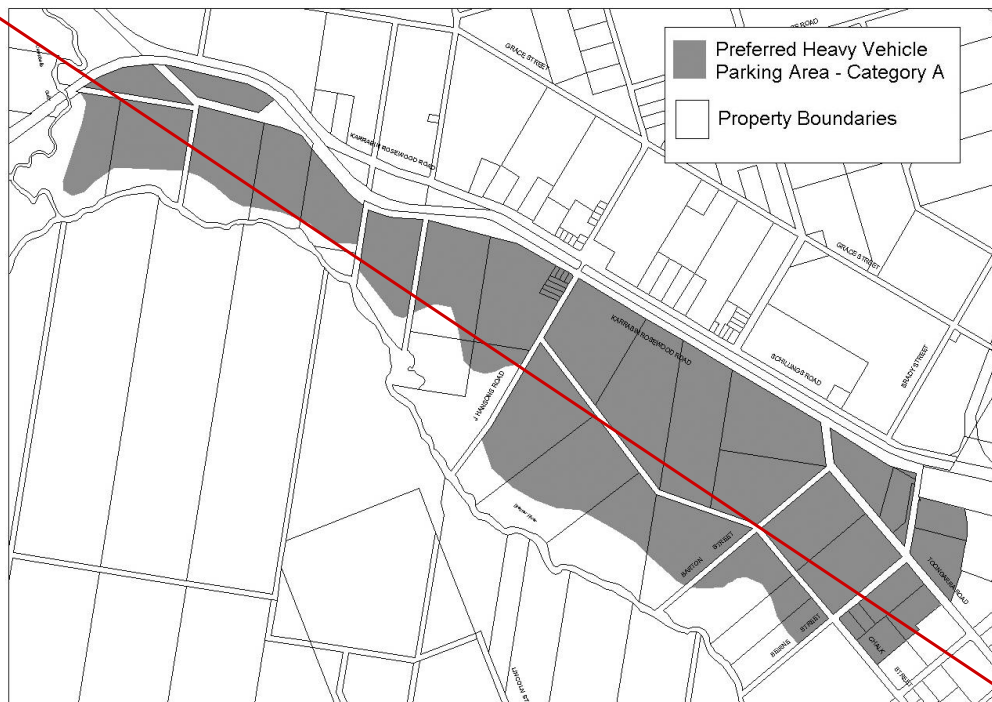 GRACE STREET
Preferred Heavy Vehicle
Parking Area - Category A
Property Boundaries
KARRABIN ROSEWOOD ROAD
GRACE STREET
KARRABIN ROSEWOOD ROAD
SCHILLINGS ROAD
BRADY STREET
J HANSONS ROAD
BARTON STREET
STREET
CHALK
STREET
ROAD